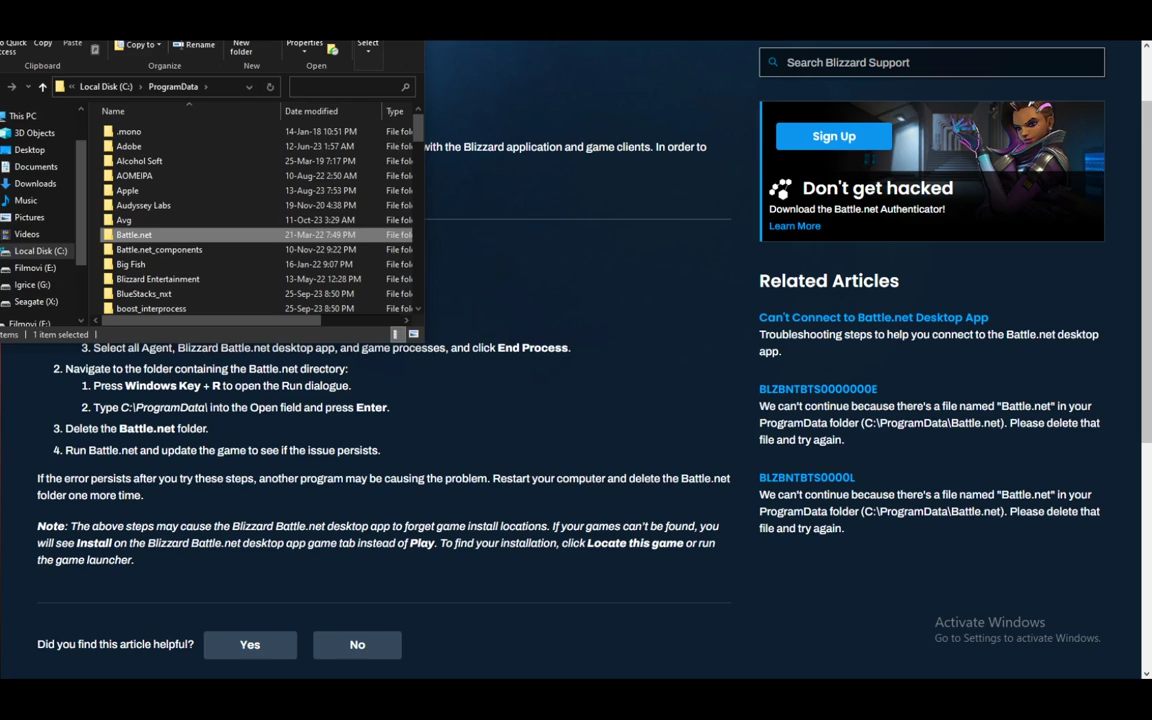 to Quick
Access
Copy
Paste
Copy to
Rename
New
folder
Properties
Select
Clipboard
Organize
New
Open
« Local Disk (C:) > ProgramData >
Name
Date modified
Type
This PC
3D Objects
Desktop
Documents
Downloads
Music
Pictures
Videos
Local Disk (C:)
Filmovi (E:)
Igrice (G:)
Seagate (X:)
Filmovi (E:)
.mono 14-Jan-18 10:51 PM File fol
Adobe 12-Jun-23 1:57 AM File fol
Alcohol Soft 25-Mar-19 7:17 PM File fol
AOMEIPA 10-Aug-22 2:50 AM File fol
Apple 13-Aug-23 7:53 PM File fol
Audyssey Labs 19-Nov-20 4:38 PM File fol
Avg 11-Oct-23 3:29 AM File fol
Battle.net 21-Mar-22 7:49 PM File fol
Battle.net_components 10-Nov-22 9:22 PM File fol
Big Fish 16-Jan-22 9:07 PM File fol
Blizzard Entertainment 13-May-22 12:28 PM File fol
BlueStacks_nxt 25-Sep-23 8:50 PM File fol
boost_interprocess 25-Sep-23 8:50 PM File fol
tems 1 item selected
with the Blizzard application and game clients. In order to
3. Select all Agent, Blizzard Battle.net desktop app, and game processes, and click End Process.
2. Navigate to the folder containing the Battle.net directory:
1. Press Windows Key + R to open the Run dialogue.
2. Type C:\ProgramData\ into the Open field and press Enter.
3. Delete the Battle.net folder.
4. Run Battle.net and update the game to see if the issue persists.
If the error persists after you try these steps, another program may be causing the problem. Restart your computer and delete the Battle.net
folder one more time.
Note: The above steps may cause the Blizzard Battle.net desktop app to forget game install locations. If your games can't be found, you
will see Install on the Blizzard Battle.net desktop app game tab instead of Play. To find your installation, click Locate this game or run
the game launcher.
Did you find this article helpful?
Yes
No
Search Blizzard Support
Sign Up
Don't get hacked
Download the Battle.net Authenticator!
Learn More
Related Articles
Can't Connect to Battle.net Desktop App
Troubleshooting steps to help you connect to the Battle.net desktop
app.
BLZBNTBTS0000000E
We can't continue because there's a file named "Battle.net" in your
ProgramData folder (C:\ProgramData\Battle.net). Please delete that
file and try again.
BLZBNTBTS0000L
We can't continue because there's a file named "Battle.net" in your
ProgramData folder (C:\ProgramData\Battle.net). Please delete that
file and try again.
Activate Windows
Go to Settings to activate Windows.